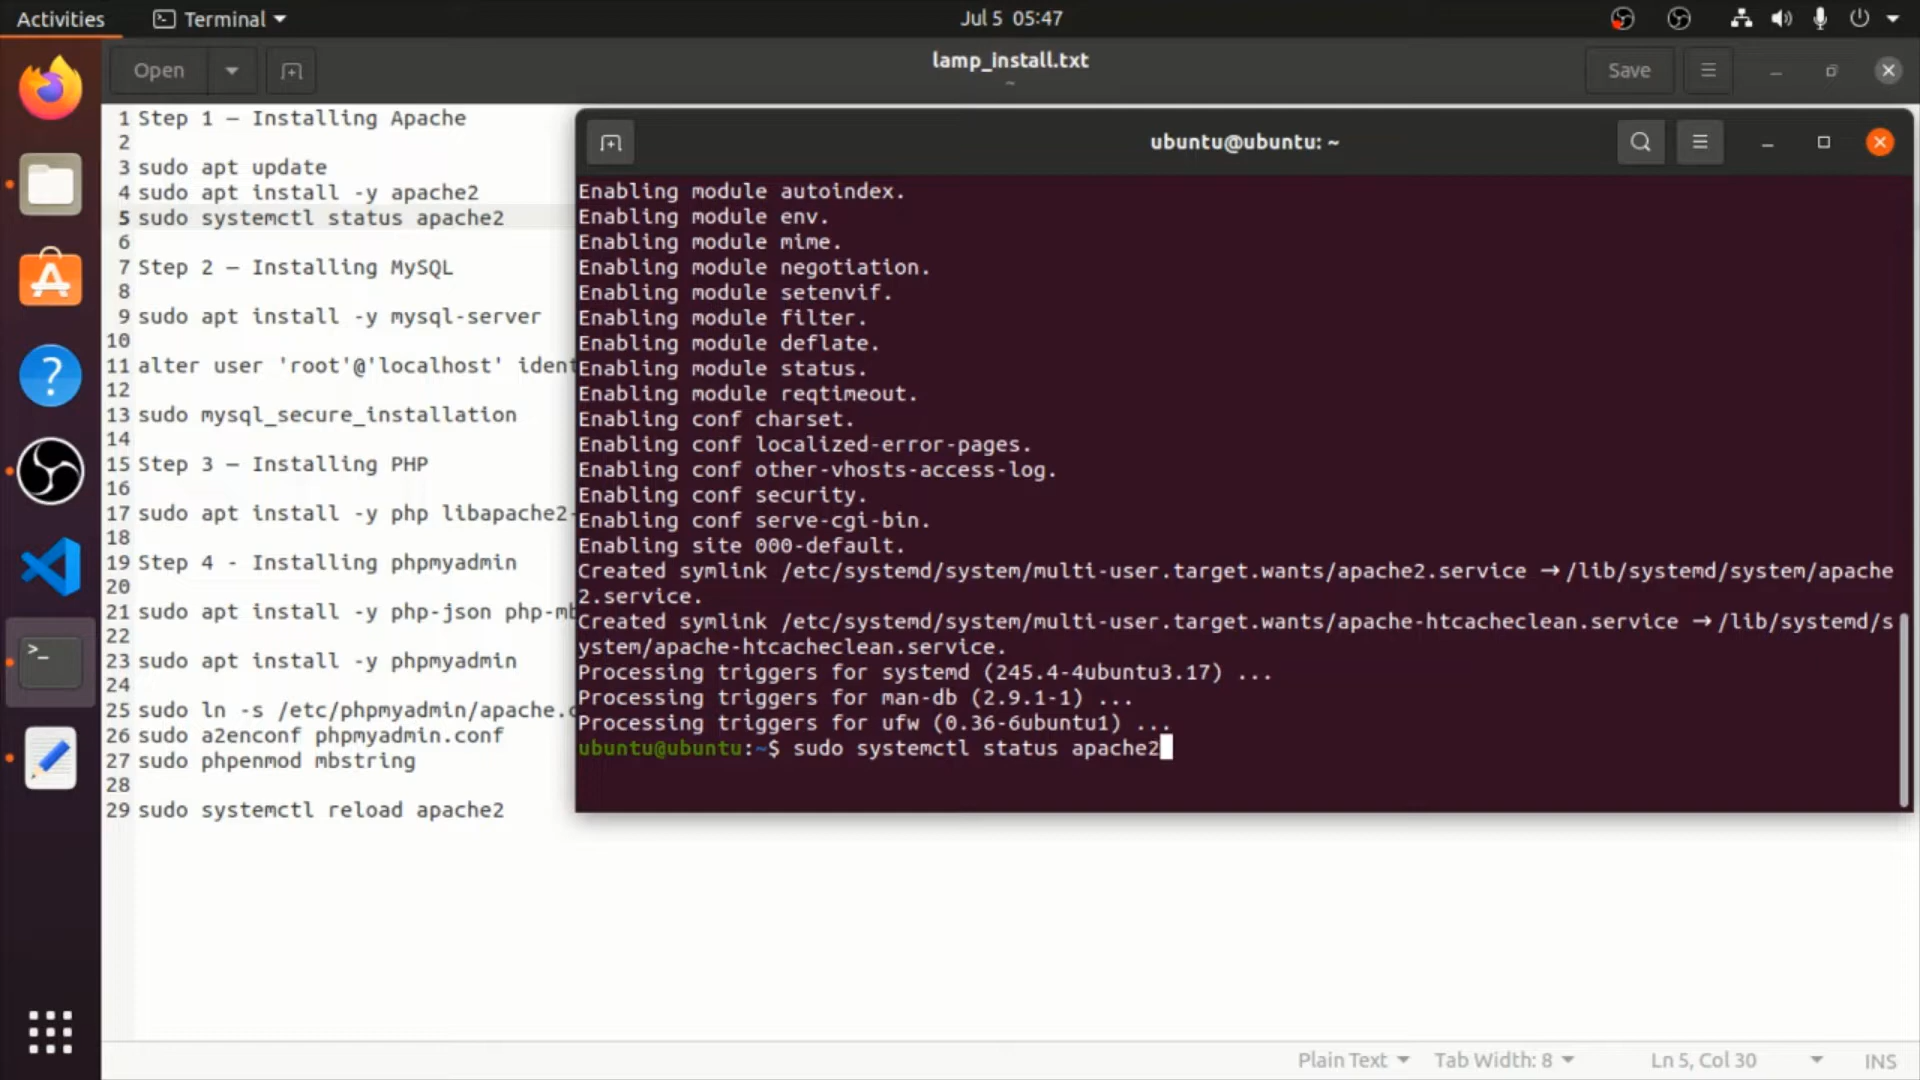 Activities
Terminal
Jul 5 05:47
Open
lamp_install.txt
~
Save
1 Step 1 – Installing Apache
2
3 sudo apt update
4 sudo apt install -y apache2
5 sudo systemctl status apache2
6
7 Step 2 – Installing MySQL
8
9 sudo apt install -y mysql-server
10
11 alter user 'root'@'localhost' ident
12
13 sudo mysql_secure_installation
14
15 Step 3 – Installing PHP
16
17 sudo apt install -y php libapache2-
18
19 Step 4 - Installing phpmyadmin
20
21 sudo apt install -y php-json php-mb
22
23 sudo apt install -y phpmyadmin
24
25 sudo ln -s /etc/phpmyadmin/apache.c
26 sudo a2enconf phpmyadmin.conf
27 sudo phpenmod mbstring
28
29 sudo systemctl reload apache2
ubuntu@ubuntu: ~
Enabling module autoindex.
Enabling module env.
Enabling module mime.
Enabling module negotiation.
Enabling module setenvif.
Enabling module filter.
Enabling module deflate.
Enabling module status.
Enabling module reqtimeout.
Enabling conf charset.
Enabling conf localized-error-pages.
Enabling conf other-vhosts-access-log.
Enabling conf security.
Enabling conf serve-cgi-bin.
Enabling site 000-default.
Created symlink /etc/systemd/system/multi-user.target.wants/apache2.service → /lib/systemd/system/apache
2.service.
Created symlink /etc/systemd/system/multi-user.target.wants/apache-htcacheclean.service → /lib/systemd/s
ystem/apache-htcacheclean.service.
Processing triggers for systemd (245.4-4ubuntu3.17) ...
Processing triggers for man-db (2.9.1-1) ...
Processing triggers for ufw (0.36-6ubuntu1) ...
ubuntu@ubuntu:~$ sudo systemctl status apache2
Plain Text
Tab Width: 8
Ln 5, Col 30
INS